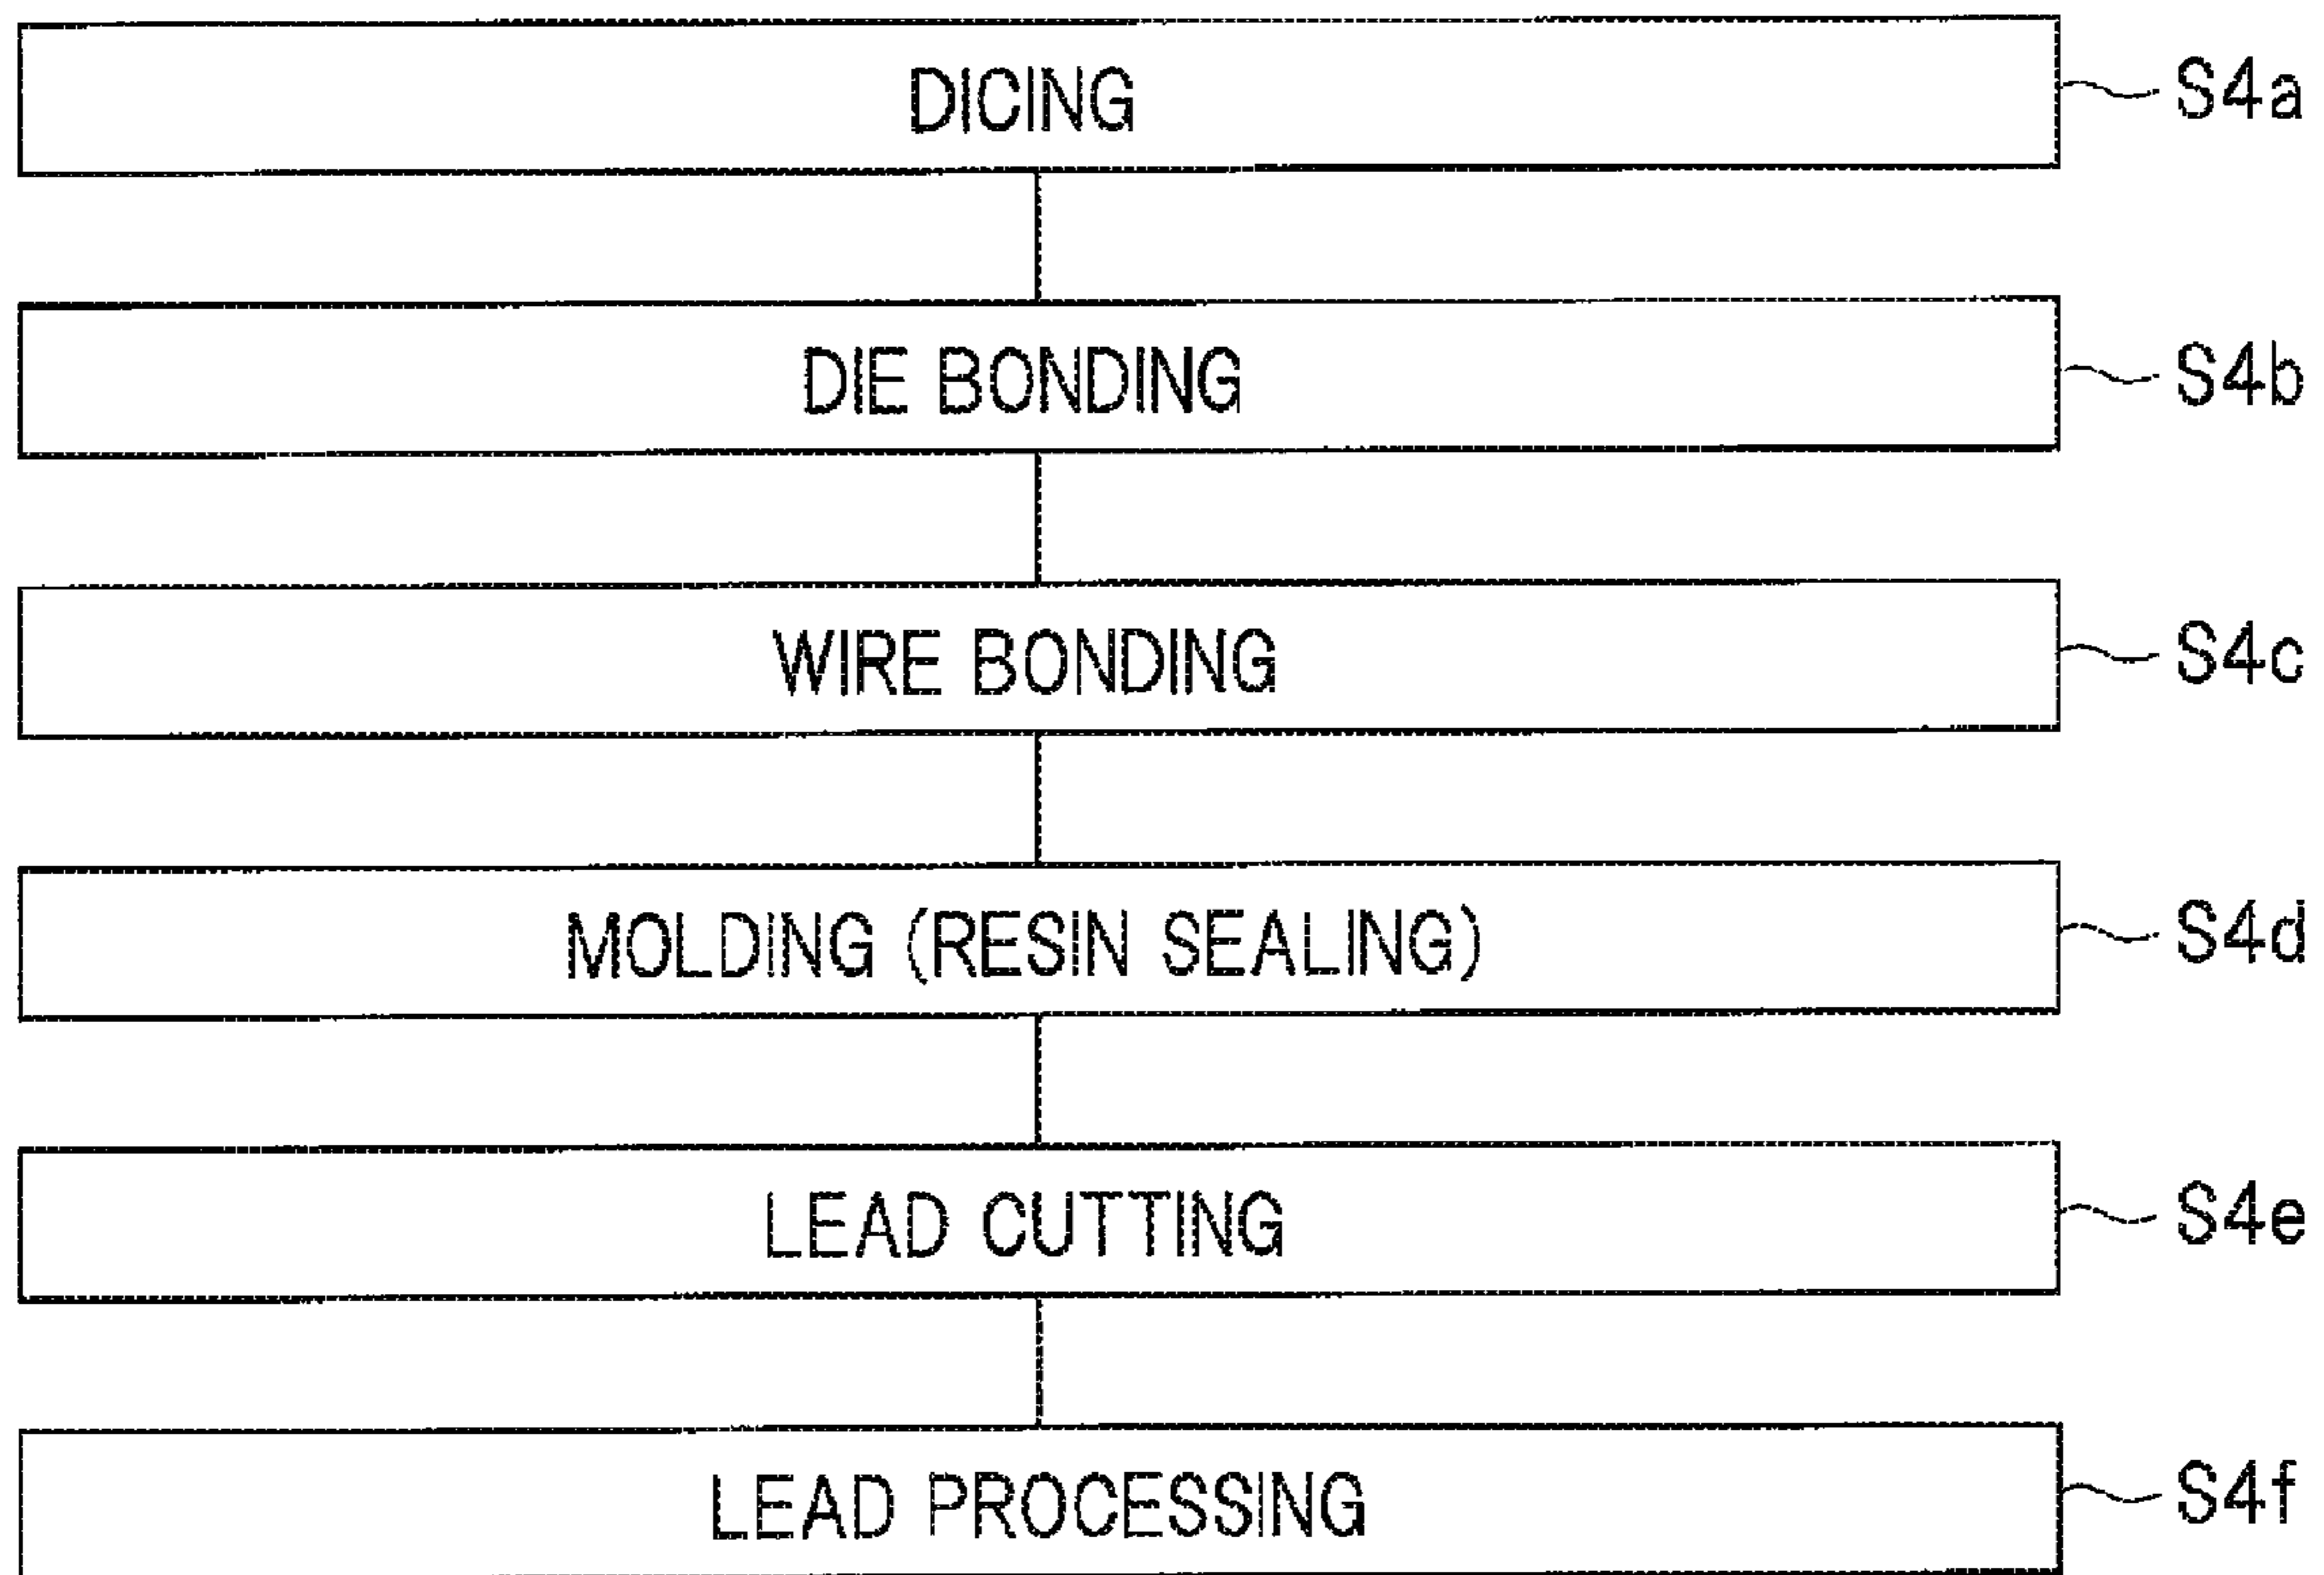 DICING S4a
DIE BONDING S4b
WIRE BONDING S4c
MOLDING (RESIN SEALING) S4d
LEAD CUTTING S4e
LEAD PROCESSING S4f